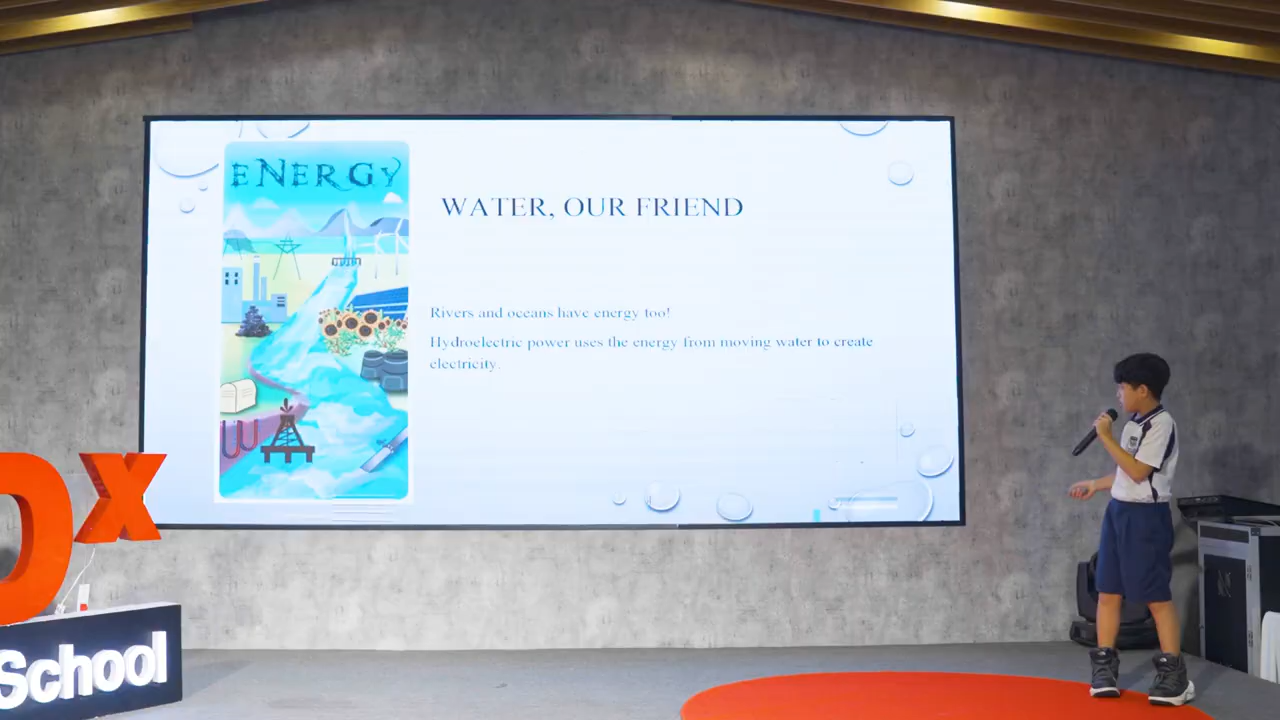 ENERGY
WATER, OUR FRIEND
Rivers and oceans have energy too!
Hydroelectric power uses the energy from moving water to create
electricity.
Dx
School